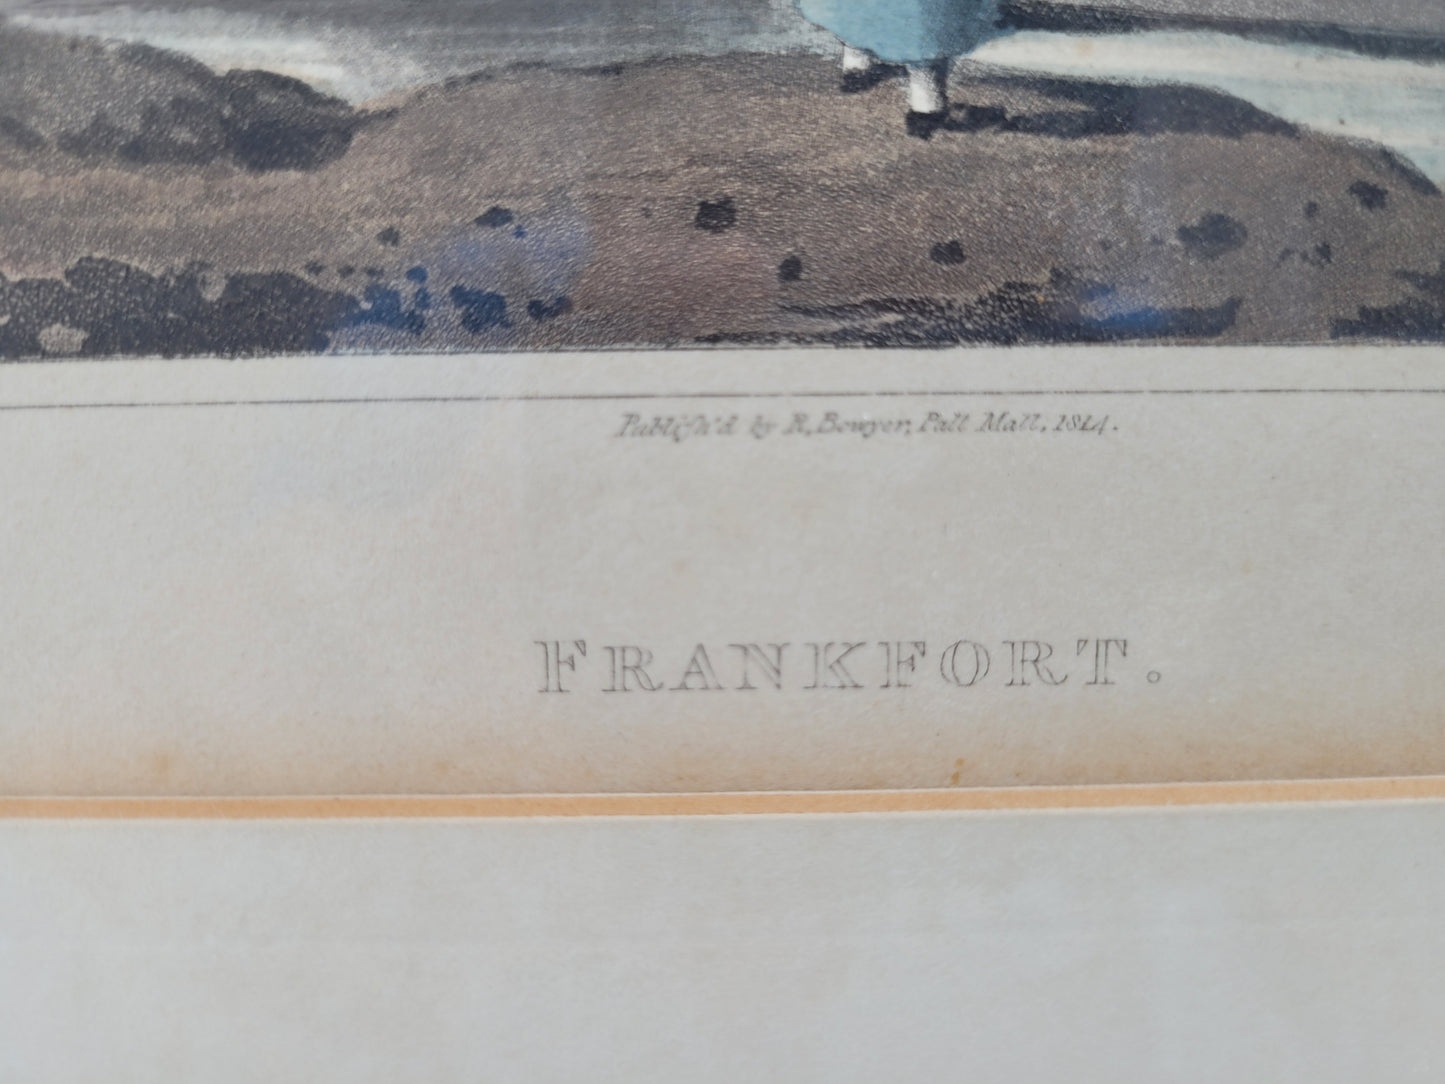 Publish'd by R. Bowyer, Pall Mall, 1814.
FRANKFORT.